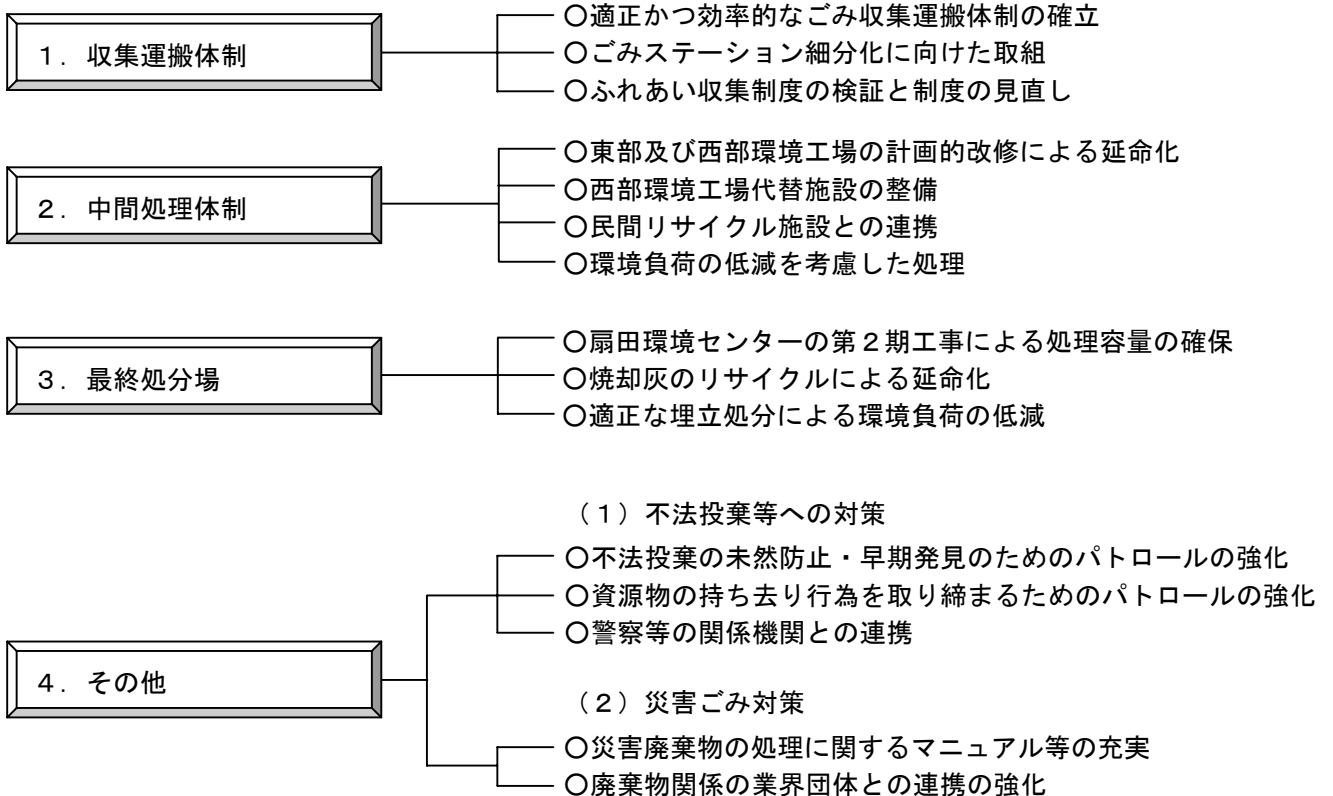 １．収集運搬体制
○適正かつ効率的なごみ収集運搬体制の確立
○ごみステーション細分化に向けた取組
○ふれあい収集制度の検証と制度の見直し
２．中間処理体制
○東部及び西部環境工場の計画的改修による延命化
○西部環境工場代替施設の整備
○民間リサイクル施設との連携
○環境負荷の低減を考慮した処理
３．最終処分場
○扇田環境センターの第２期工事による処理容量の確保
○焼却灰のリサイクルによる延命化
○適正な埋立処分による環境負荷の低減
４．その他
（１）不法投棄等への対策
○不法投棄の未然防止・早期発見のためのパトロールの強化
○資源物の持ち去り行為を取り締まるためのパトロールの強化
○警察等の関係機関との連携
（２）災害ごみ対策
○災害廃棄物の処理に関するマニュアル等の充実
○廃棄物関係の業界団体との連携の強化